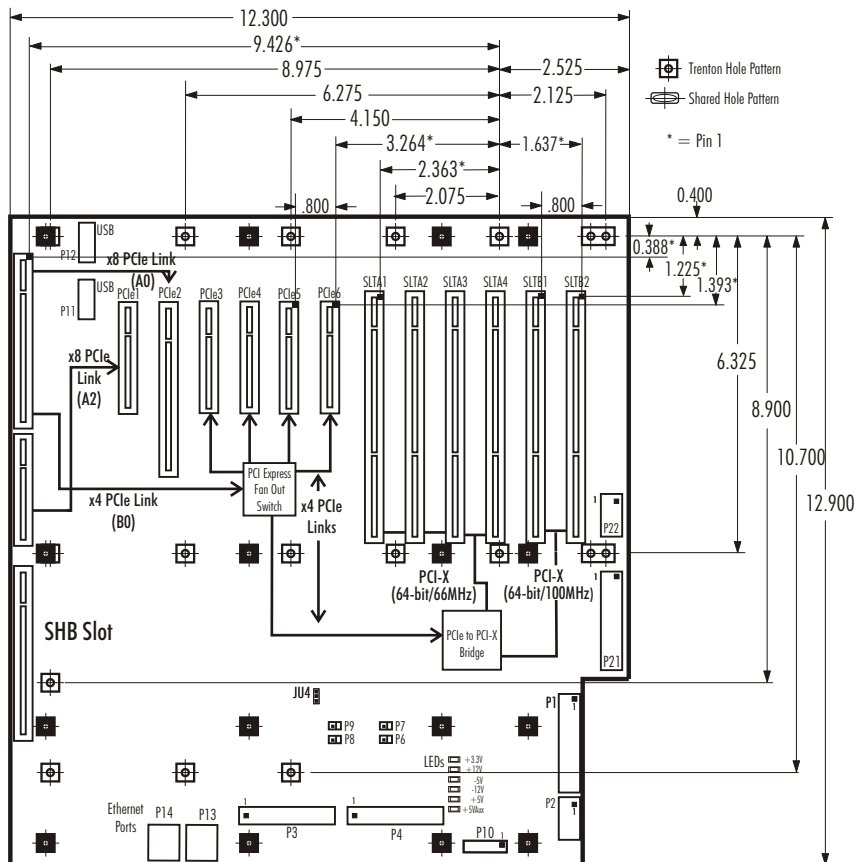 12.300
9.426*
8.975
2.525
6.275
2.125
4.150
3.264*
1.637*
2.363*
2.075
.800
.800
Trenton Hole Pattern
Shared Hole Pattern
* = Pin 1
0.400
0.388*
1.225*
1.393*
6.325
8.900
10.700
12.900
USB
P12
x8 PCIe Link
(A0)
USB
P11
PCIe1
PCIe2
PCIe3
PCIe4
PCIe5
PCIe6
SLTA1
SLTA2
SLTA3
SLTA4
SLTB1
SLTB2
x8 PCIe
Link
(A2)
x4 PCIe Link
(B0)
PCI Express
Fan Out
Switch
x4 PCIe
Links
1
P22
PCI-X
(64-bit/66MHz)
PCI-X
(64-bit/100MHz)
1
P21
SHB Slot
PCIe to PCI-X
Bridge
JU4
P1
1
P9
P7
P8
P6
LEDs
+3.3V
+12V
-5V
-12V
+5V
+5VAux
Ethernet
Ports
P14
P13
1
P3
1
P4
P10
1
P2
1